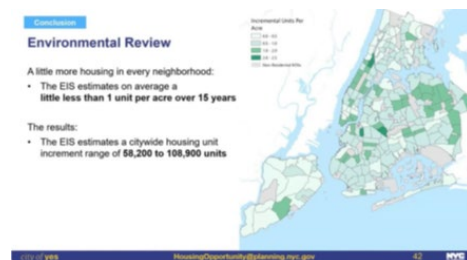 Conclusion
Environmental Review
A little more housing in every neighborhood:
• The EIS estimates on average a
little less than 1 unit per acre over 15 years
The results:
• The EIS estimates a citywide housing unit
increment range of 58,200 to 108,900 units
Incremental Units Per
Acre
city of yes
HousingOpportunity@planning.nyc.gov
42
NYC